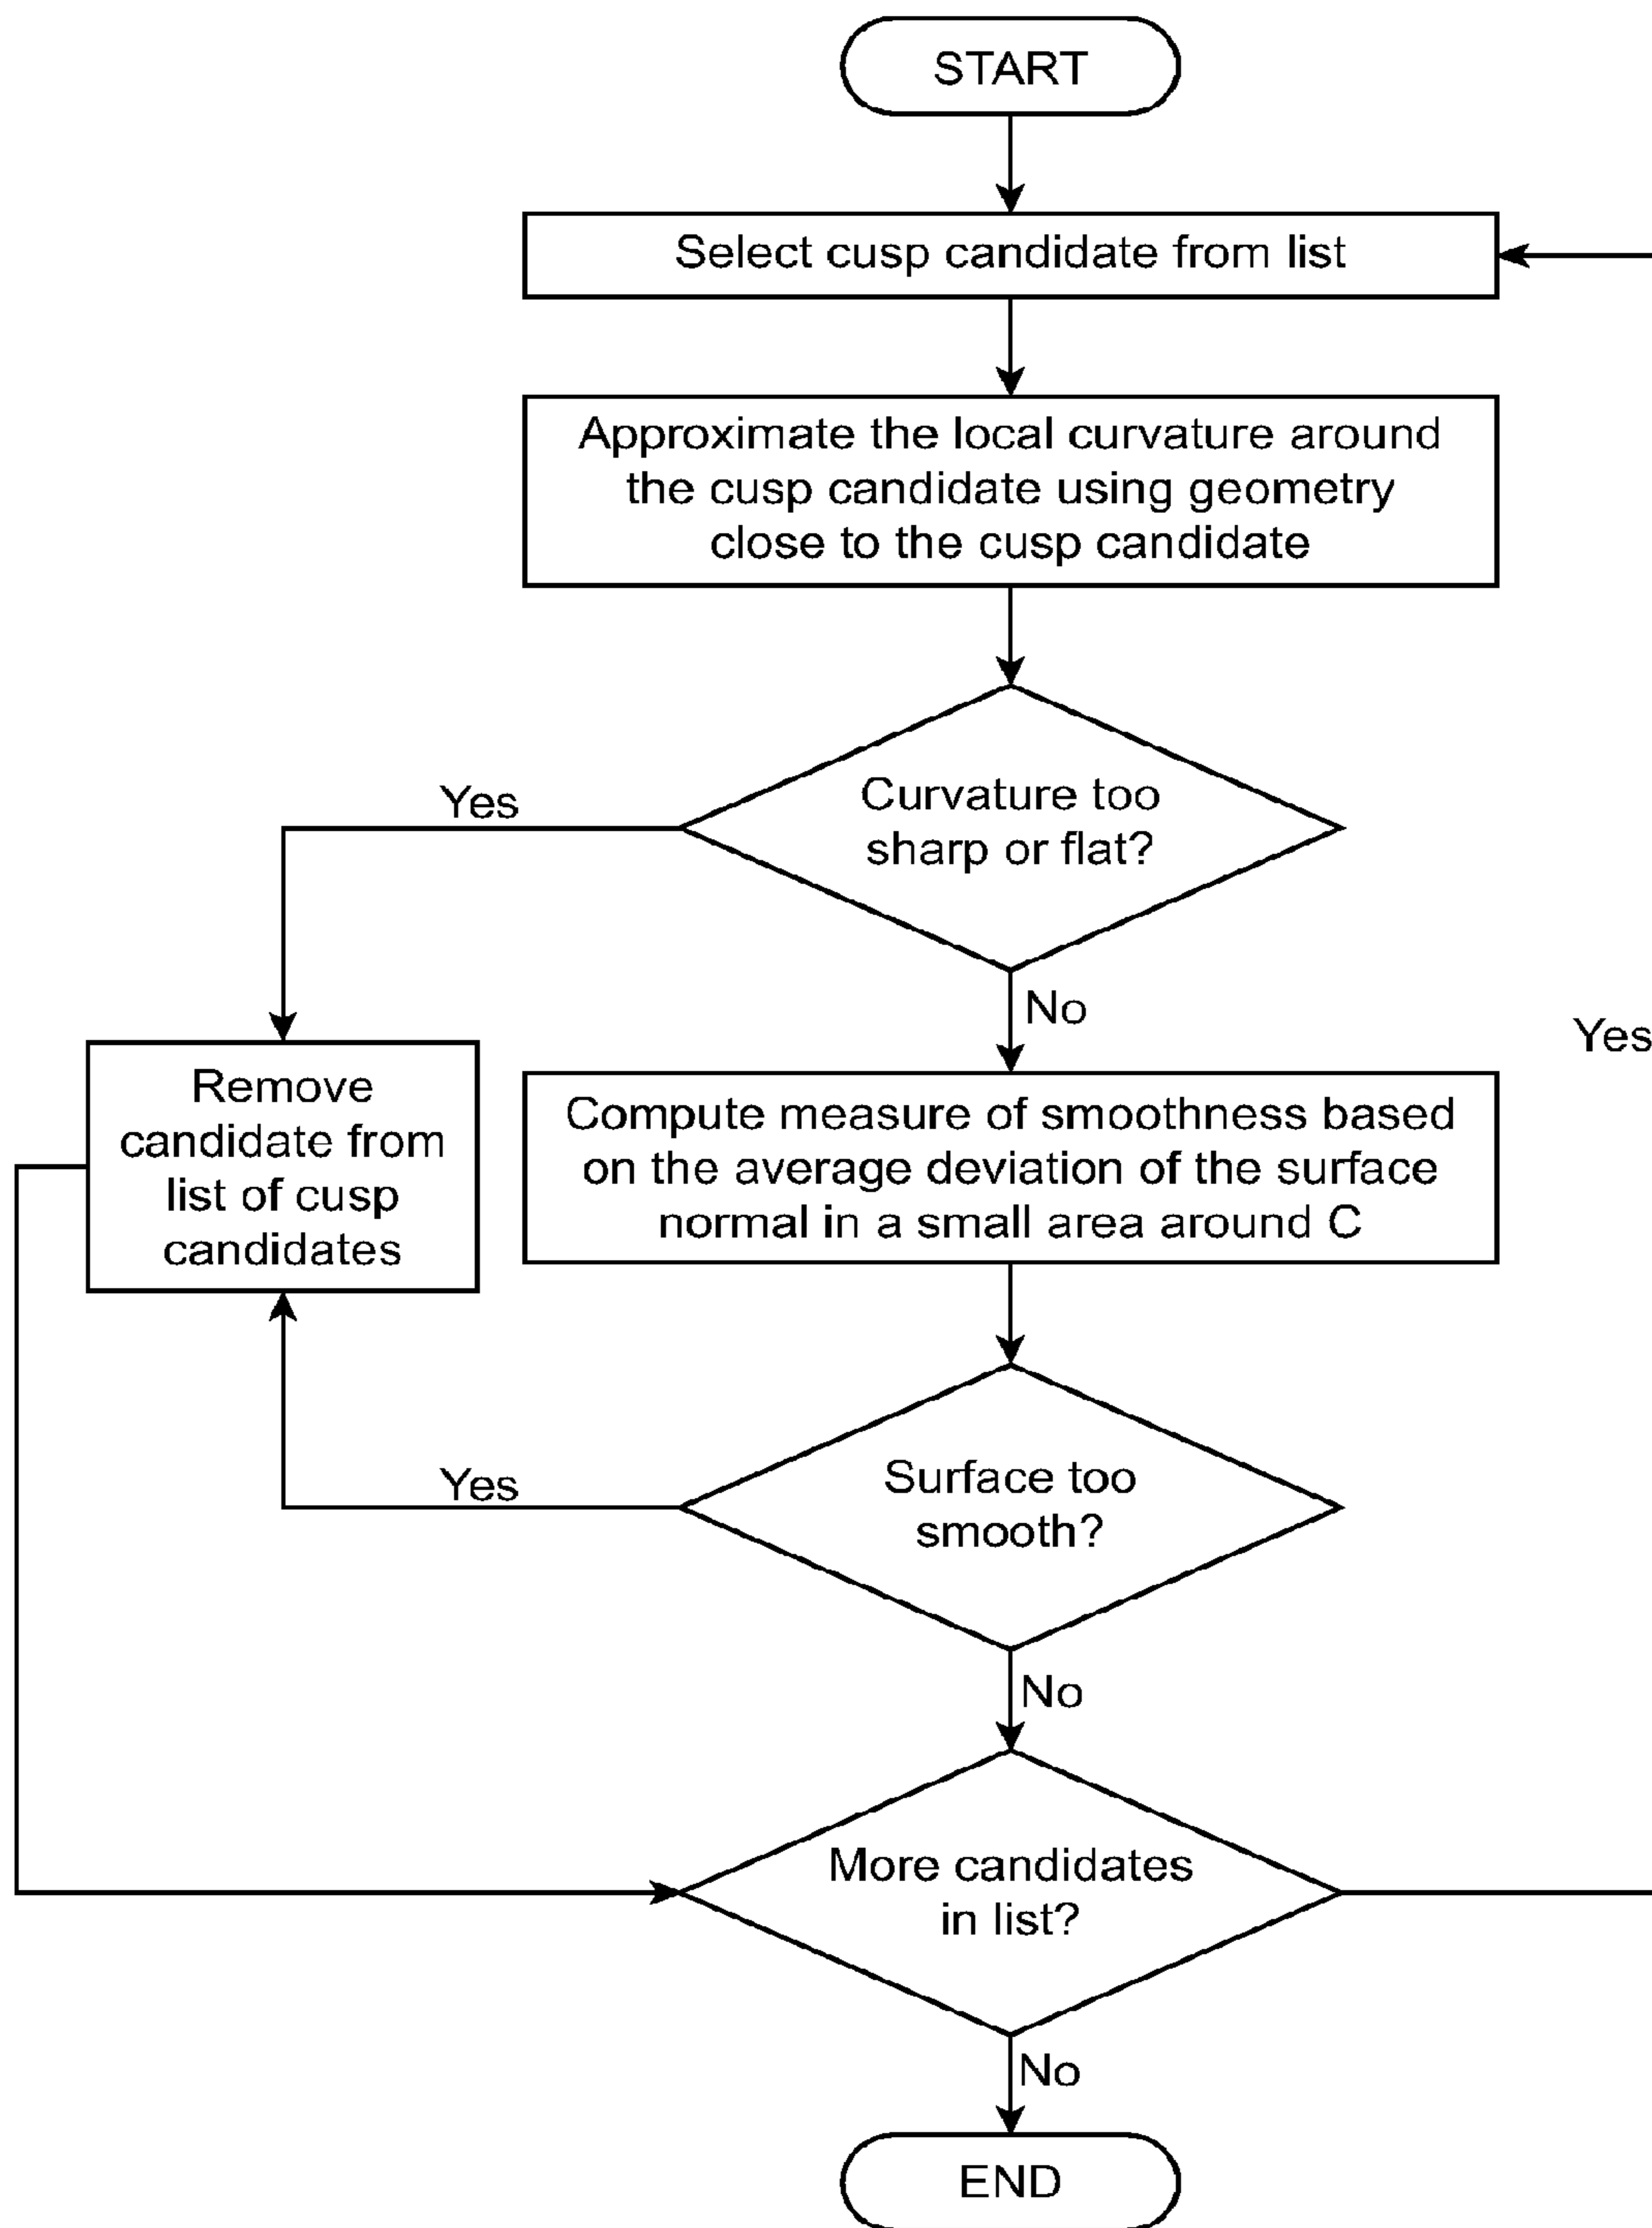 START
Select cusp candidate from list
Approximate the local curvature around
the cusp candidate using geometry
close to the cusp candidate
Curvature too
sharp or flat?
Yes
No
Yes
Remove
candidate from
list of cusp
candidates
Compute measure of smoothness based
on the average deviation of the surface
normal in a small area around C
Surface too
smooth?
Yes
No
More candidates
in list?
No
END